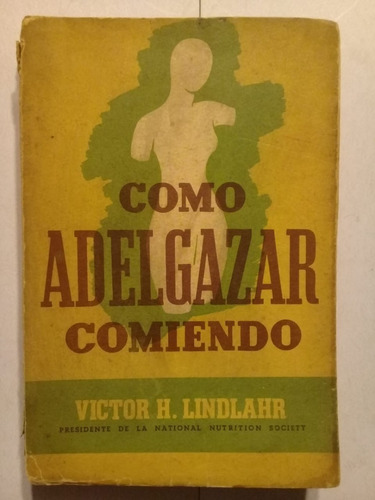 COMO
ADELGAZAR
COMIENDO
VICTOR H. LINDLAHR
PRESIDENTE DE LA NATIONAL NUTRITION SOCIETY